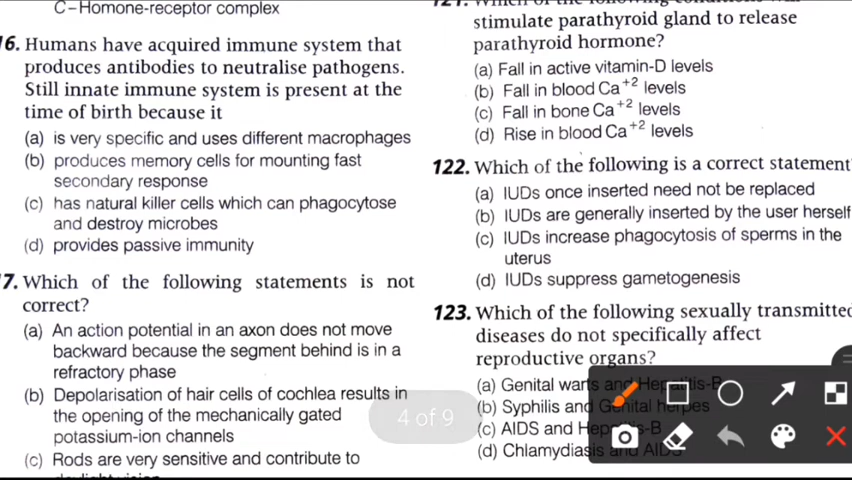 C–Homone-receptor complex
16. Humans have acquired immune system that
produces antibodies to neutralise pathogens.
Still innate immune system is present at the
time of birth because it
(a) is very specific and uses different macrophages
(b) produces memory cells for mounting fast
secondary response
(c) has natural killer cells which can phagocytose
and destroy microbes
(d) provides passive immunity
7. Which of the following statements is not
correct?
(a) An action potential in an axon does not move
backward because the segment behind is in a
refractory phase
(b) Depolarisation of hair cells of cochlea results in
the opening of the mechanically gated
potassium-ion channels
(c) Rods are very sensitive and contribute to
stimulate parathyroid gland to release
parathyroid hormone?
(a) Fall in active vitamin-D levels
(b) Fall in blood Ca+2 levels
(c) Fall in bone Ca+2 levels
(d) Rise in blood Ca+2 levels
122. Which of the following is a correct statement
(a) IUDs once inserted need not be replaced
(b) IUDs are generally inserted by the user herself
(c) IUDs increase phagocytosis of sperms in the
uterus
(d) IUDs suppress gametogenesis
123. Which of the following sexually transmitted
diseases do not specifically affect
reproductive organs?
(a) Genital warts and Hepatitis-B
(b) Syphilis and Genital herpes
(c) AIDS and Hepatitis-B
(d) Chlamydiasis and AIDS
4 of 9